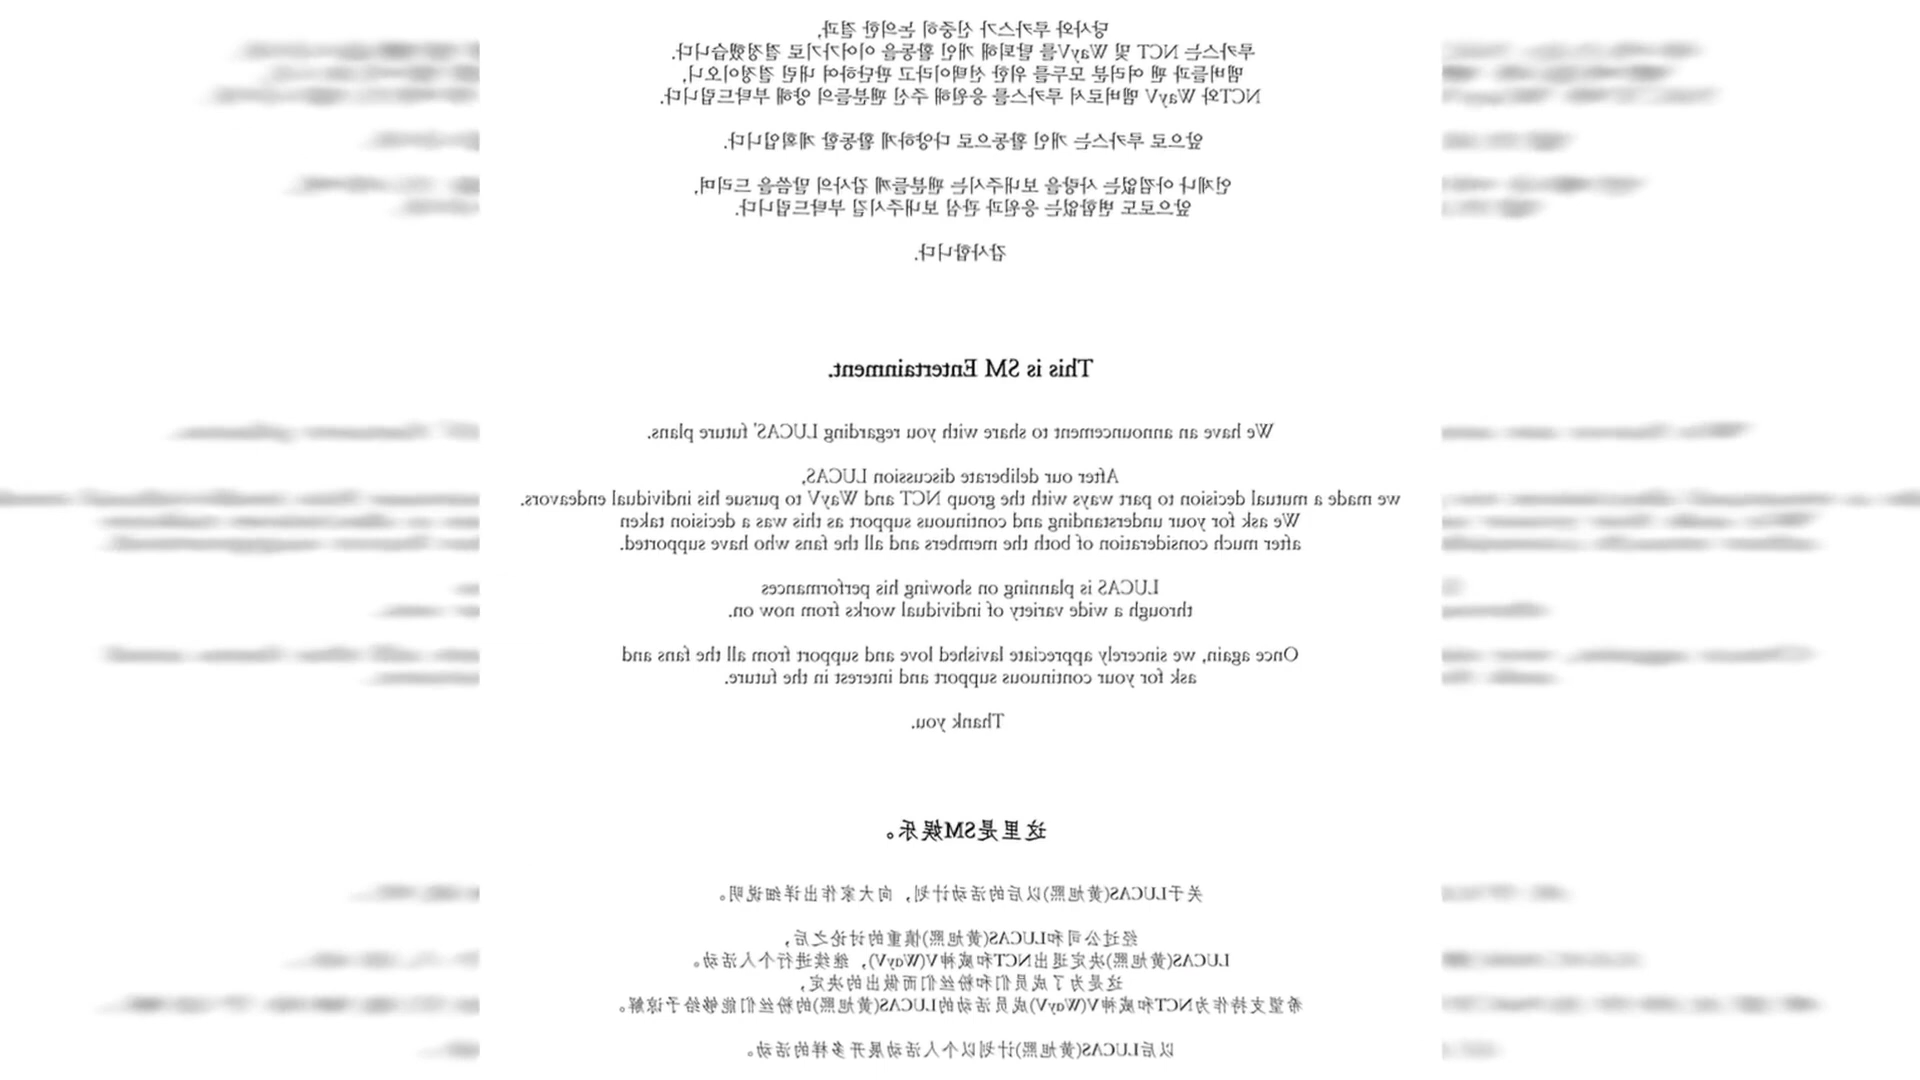 당사와 루카스가 신중히 논의한 결과,
루카스는 NCT 및 WayV를 탈퇴해 개인 활동을 이어가기로 결정했습니다.
멤버들과 팬 여러분 모두를 위한 선택이라고 판단하여 내린 결정이오니,
NCT와 WayV 멤버로서 루카스를 응원해 주신 팬분들의 양해 부탁드립니다.
앞으로 루카스는 개인 활동으로 다양하게 활동할 계획입니다.
언제나 아낌없는 사랑을 보내주시는 팬분들께 감사의 말씀을 드리며,
앞으로도 변함없는 응원과 관심 보내주시길 부탁드립니다.
감사합니다.
This is SM Entertainment.
We have an announcement to share with you regarding LUCAS' future plans.
After our deliberate discussion LUCAS,
we made a mutual decision to part ways with the group NCT and WayV to pursue his individual endeavors.
We ask for your understanding and continuous support as this was a decision taken
after much consideration of both the members and all the fans who have supported.
LUCAS is planning on showing his performances
through a wide variety of individual works from now on.
Once again, we sincerely appreciate lavished love and support from all the fans and
ask for your continuous support and interest in the future.
Thank you.
这里是SM娱乐。
关于LUCAS(黄旭熙)以后的活动计划，向大家作出详细说明。
经过公司和LUCAS(黄旭熙)慎重的讨论之后，
LUCAS(黄旭熙)决定退出NCT和威神V(WayV)，继续进行个人活动。
这是为了成员们和粉丝们而做出的决定，
希望支持作为NCT和威神V(WayV)成员活动的LUCAS(黄旭熙)的粉丝们能够给予谅解。
以后LUCAS(黄旭熙)计划以个人活动展开多样的活动。